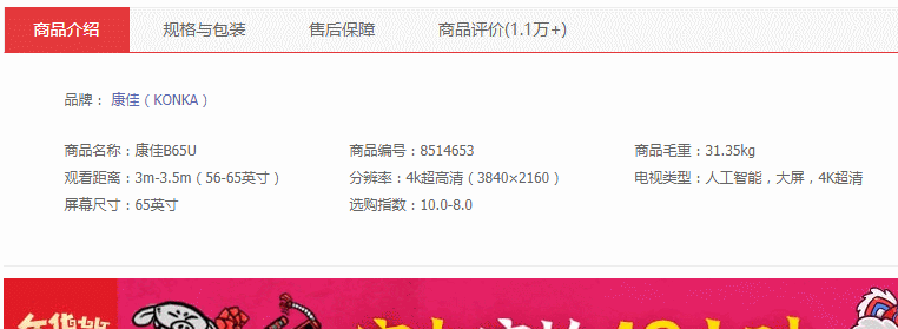 商品介绍 规格与包装 售后保障 商品评价(1.1万+)
品牌： 康佳（KONKA）
商品名称：康佳B65U 商品编号：8514653 商品毛重：31.35kg
观看距离：3m-3.5m（56-65英寸） 分辨率：4k超高清（3840×2160） 电视类型：人工智能，大屏，4K超清
屏幕尺寸：65英寸 选购指数：10.0-8.0